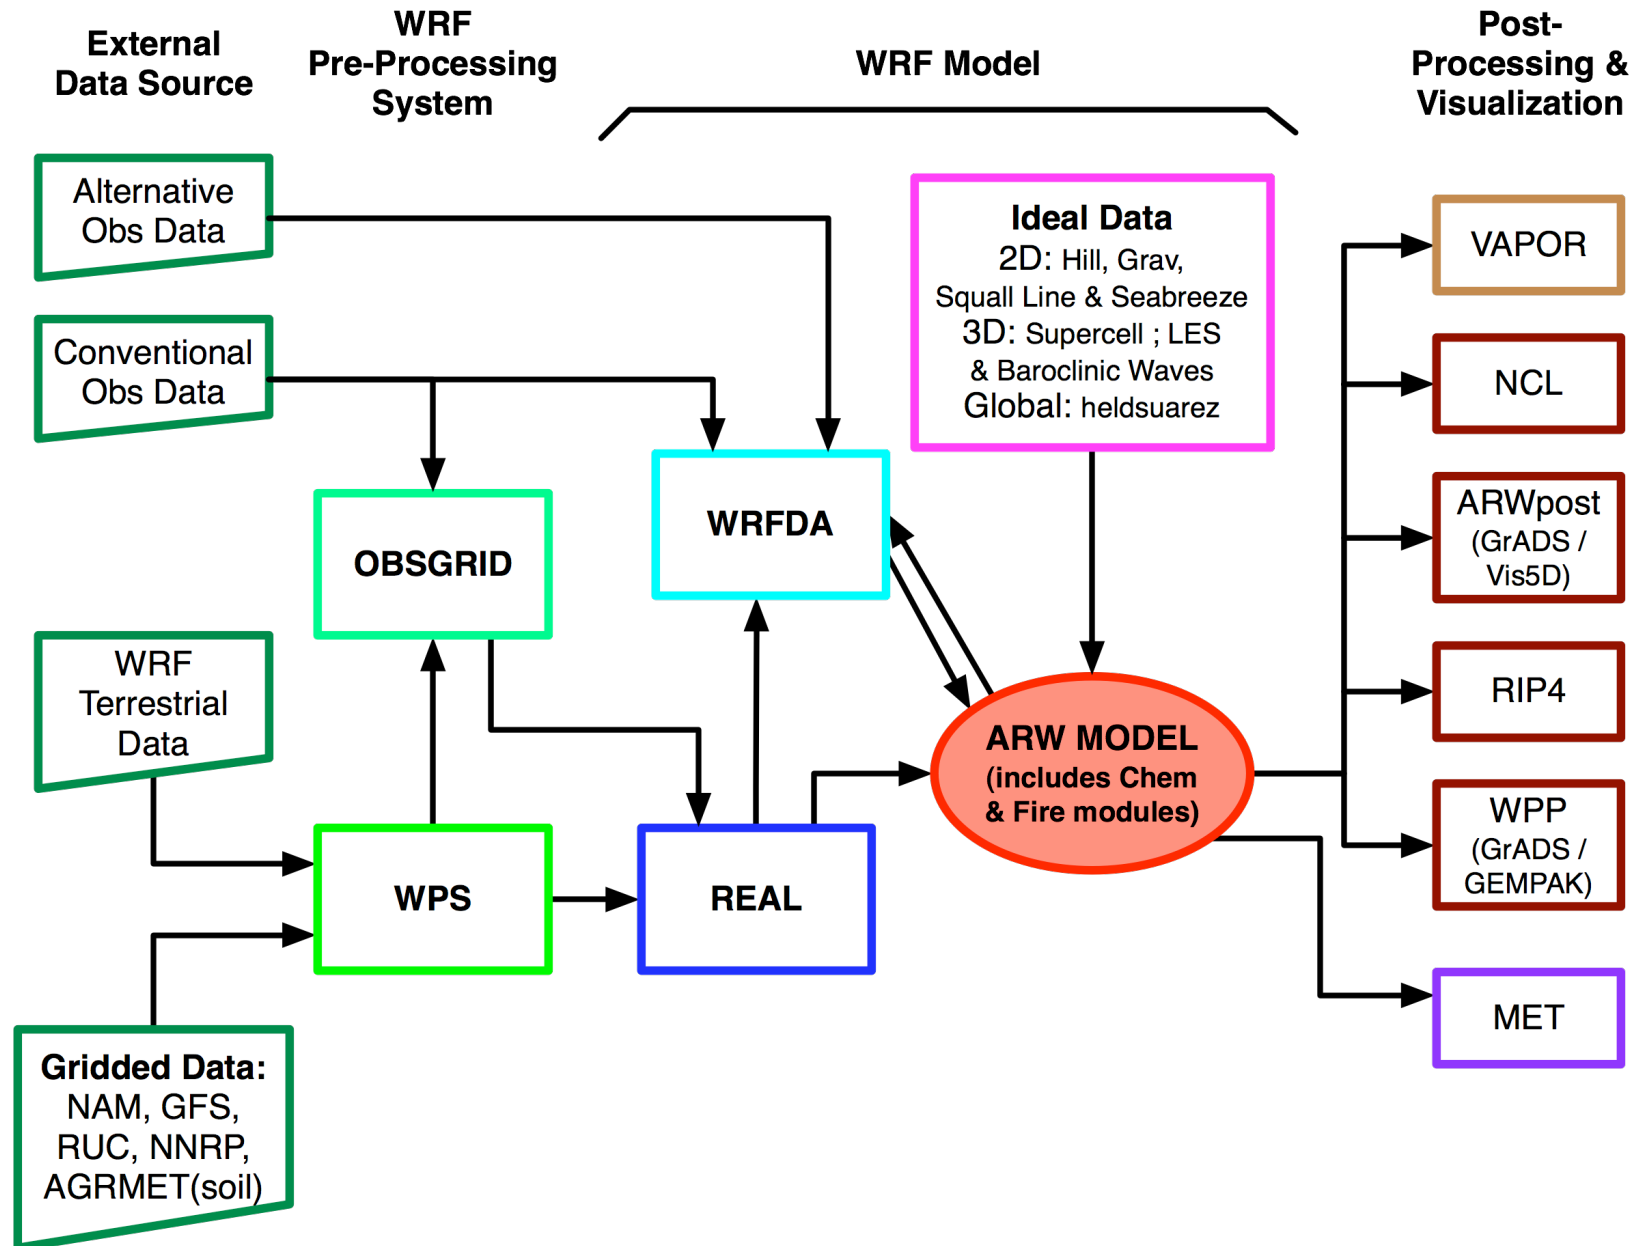 External
Data Source
WRF
Pre-Processing
System
WRF Model
Post-
Processing &
Visualization
Alternative
Obs Data
Conventional
Obs Data
WRF
Terrestrial
Data
Gridded Data:
NAM, GFS,
RUC, NNRP,
AGRMET(soil)
OBSGRID
WPS
WRFDA
REAL
Ideal Data
2D: Hill, Grav,
Squall Line & Seabreeze
3D: Supercell ; LES
& Baroclinic Waves
Global: heldsuarez
ARW MODEL
(includes Chem
& Fire modules)
VAPOR
NCL
ARWpost
(GrADS /
Vis5D)
RIP4
WPP
(GrADS /
GEMPAK)
MET